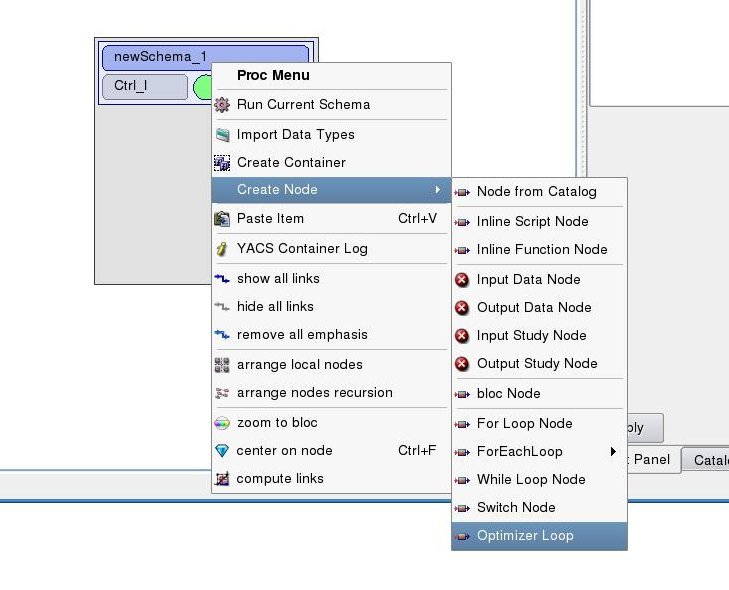 newSchema_1
Ctrl_I
Proc Menu
Run Current Schema
Import Data Types
Create Container
Create Node
Paste Item Ctrl+V
YACS Container Log
show all links
hide all links
remove all emphasis
arrange local nodes
arrange nodes recursion
zoom to bloc
center on node Ctrl+F
compute links
Node from Catalog
Inline Script Node
Inline Function Node
Input Data Node
Output Data Node
Input Study Node
Output Study Node
bloc Node
For Loop Node
ForEachLoop
While Loop Node
Switch Node
Optimizer Loop
Panel